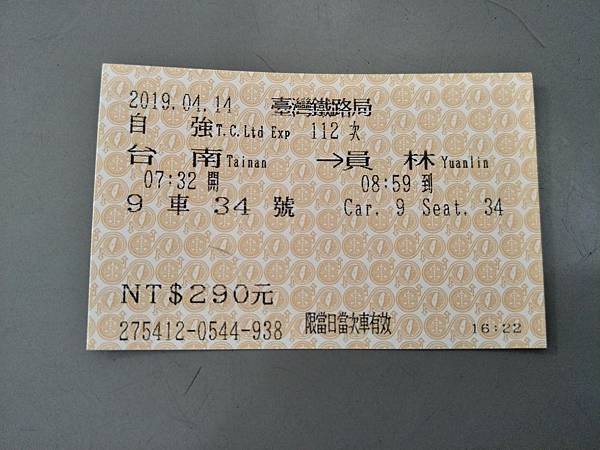 2019.04.14 臺灣鐵路局
自 強 T.C.Ltd Exp 112 次
台 南 Tainan →員 林 Yuanlin
07:32 開 08:59 到
9 車 34 號 Car. 9 Seat. 34
NT$290元
275412-0544-938 限當日當次車有效 16:22